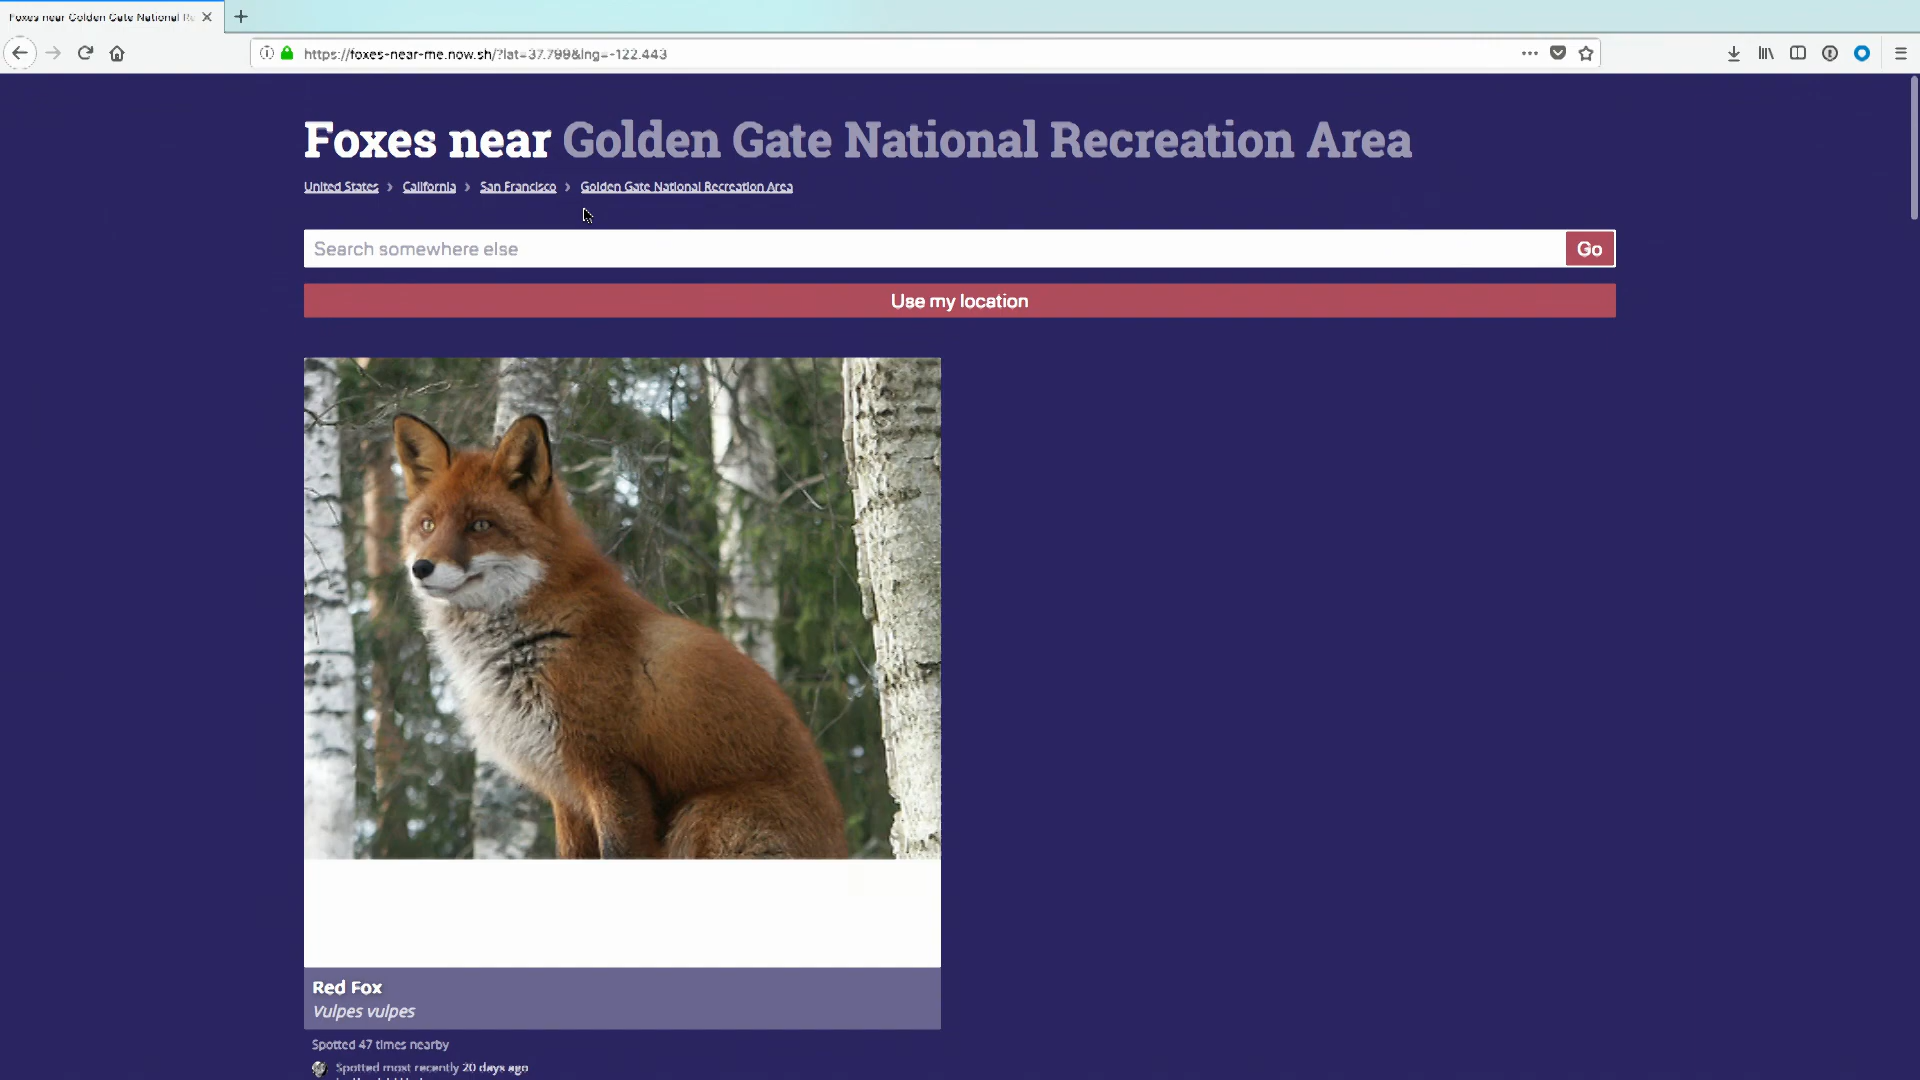 Foxes near Golden Gate National Re
https://foxes-near-me.now.sh/?lat=37.799&lng=-122.443
Foxes near Golden Gate National Recreation Area
United States › California › San Francisco › Golden Gate National Recreation Area
Search somewhere else
Go
Use my location
Red Fox
Vulpes vulpes
Spotted 47 times nearby
Spotted most recently 20 days ago